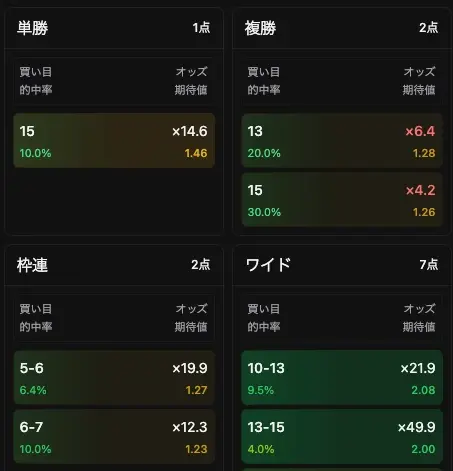 単勝 1点
買い目 オッズ
的中率 期待値
15 ×14.6
10.0% 1.46
複勝 2点
買い目 オッズ
的中率 期待値
13 ×6.4
20.0% 1.28
15 ×4.2
30.0% 1.26
枠連 2点
買い目 オッズ
的中率 期待値
5-6 ×19.9
6.4% 1.27
6-7 ×12.3
10.0% 1.23
ワイド 7点
買い目 オッズ
的中率 期待値
10-13 ×21.9
9.5% 2.08
13-15 ×49.9
4.0% 2.00